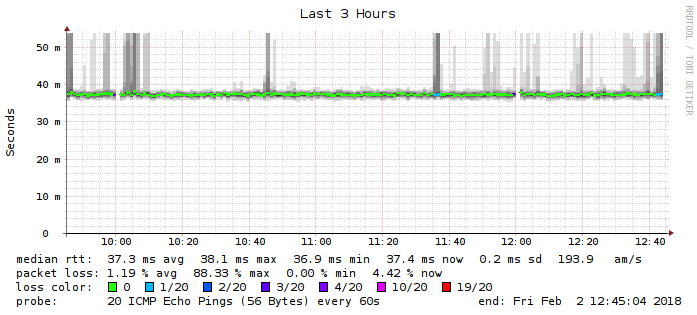 Last 3 Hours
RRDTOOL / TOBI OETIKER
Seconds
50 m
40 m
30 m
20 m
10 m
0
10:00 10:20 10:40 11:00 11:20 11:40 12:00 12:20 12:40
median rtt: 37.3 ms avg 38.1 ms max 36.9 ms min 37.4 ms now 0.2 ms sd 193.9 am/s
packet loss: 1.19 % avg 88.33 % max 0.00 % min 4.42 % now
loss color: 0 1/20 2/20 3/20 4/20 10/20 19/20
probe: 20 ICMP Echo Pings (56 Bytes) every 60s end: Fri Feb 2 12:45:04 2018